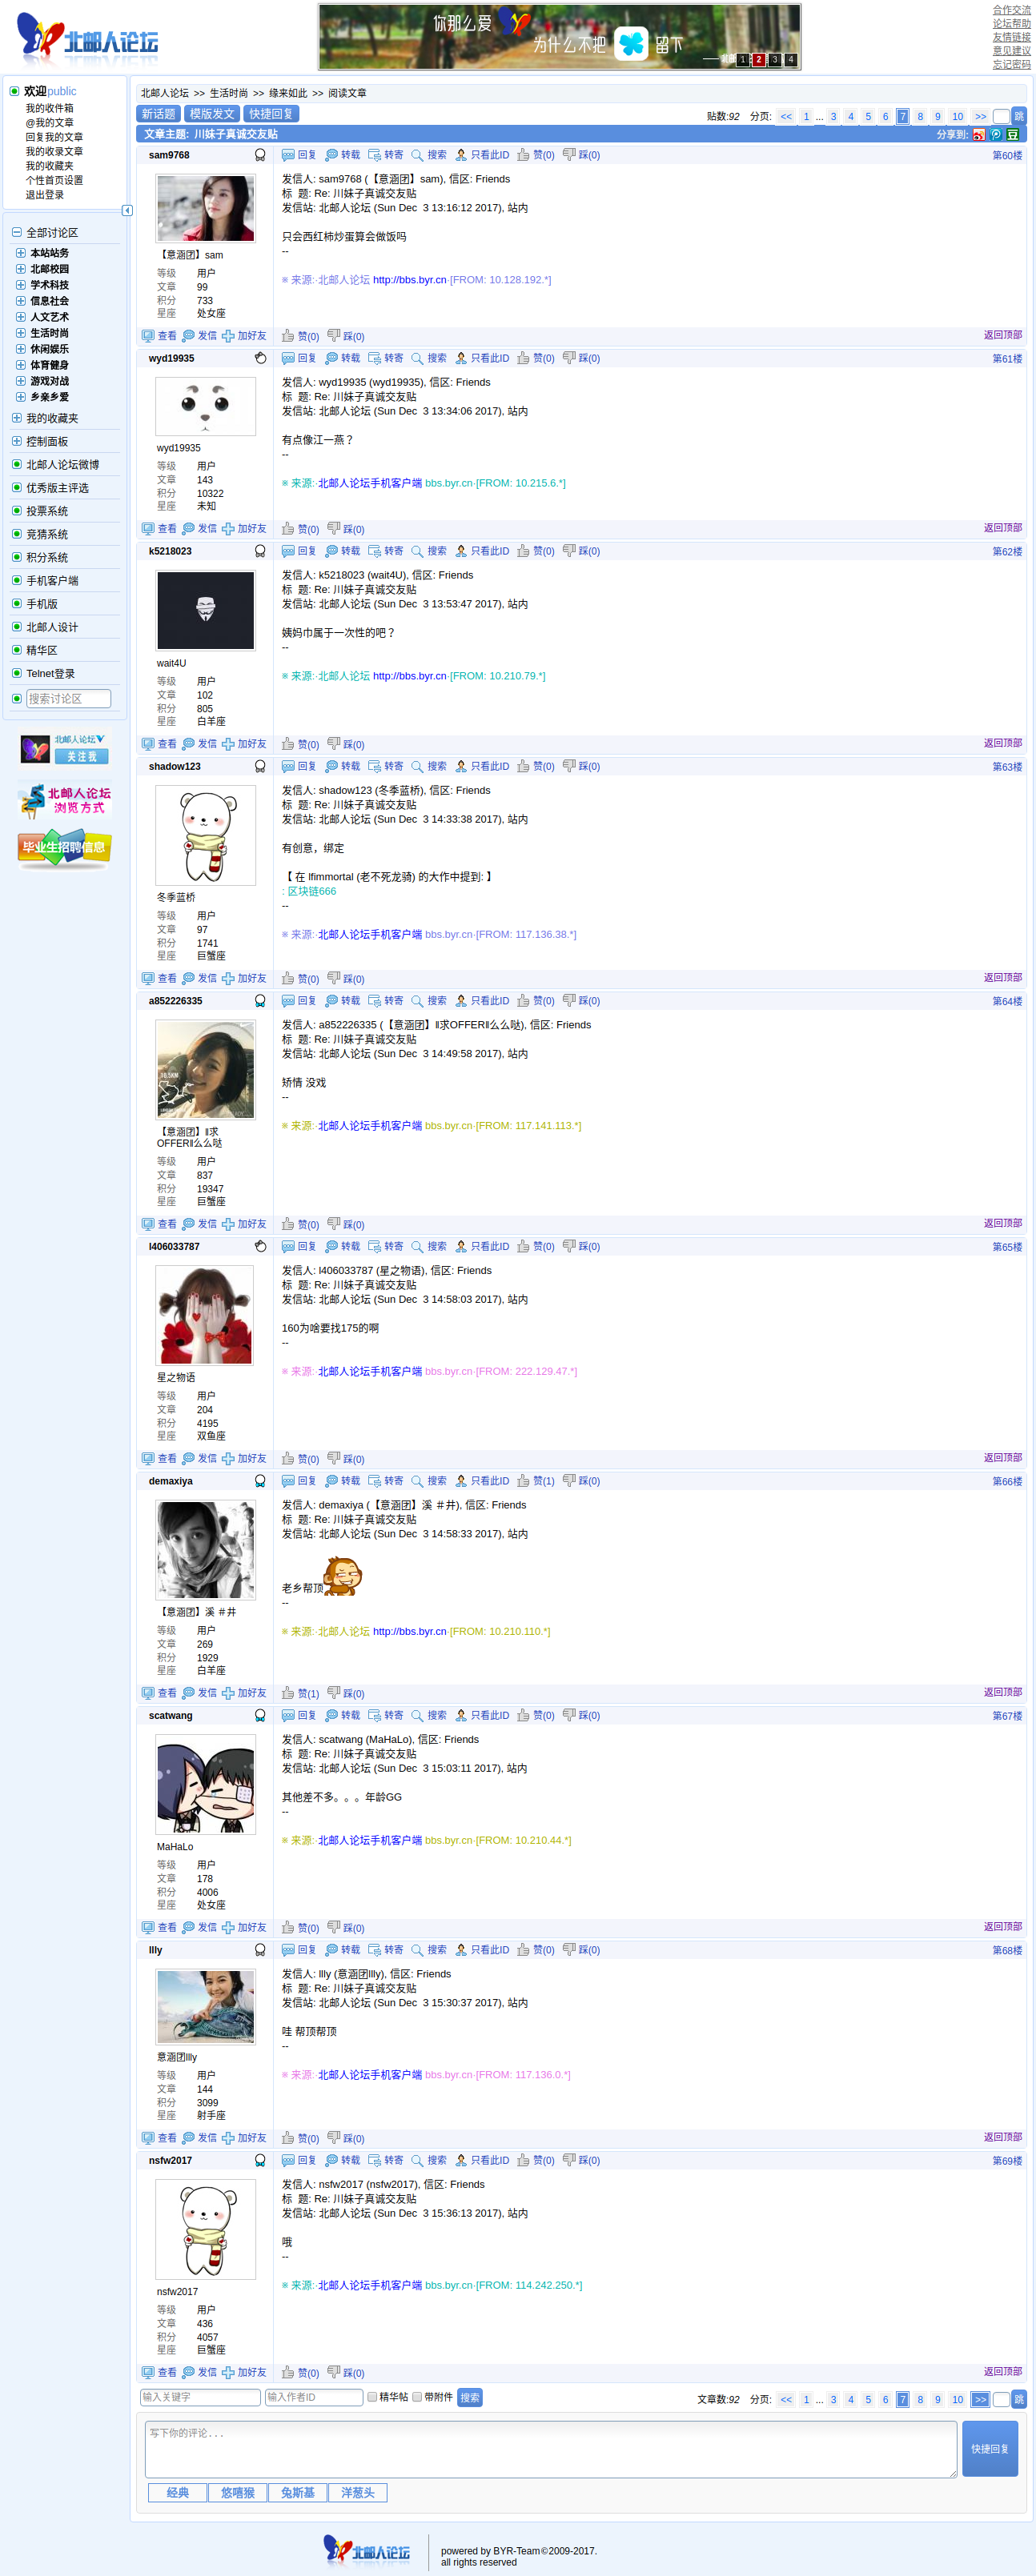 北邮人论坛
你那么爱
为什么不把 留下
1 2 3 4
合作交流
论坛帮助
友情链接
意见建议
忘记密码
欢迎public
我的收件箱
@我的文章
回复我的文章
我的收录文章
我的收藏夹
个性首页设置
退出登录
全部讨论区
本站站务
北邮校园
学术科技
信息社会
人文艺术
生活时尚
休闲娱乐
体育健身
游戏对战
乡亲乡爱
我的收藏夹
控制面板
北邮人论坛微博
优秀版主评选
投票系统
竞猜系统
积分系统
手机客户端
手机版
北邮人设计
精华区
Telnet登录
搜索讨论区
北邮人论坛
关注我
北邮人论坛
浏览方式
毕业生招聘信息
北邮人论坛 >> 生活时尚 >> 缘来如此 >> 阅读文章
新话题 模版发文 快捷回复
贴数:92 分页: << 1 ... 3 4 5 6 7 8 9 10 >> 跳
文章主题: 川妹子真诚交友贴
分享到: 豆
sam9768
回复 转载 转寄 搜索 只看此ID 赞(0) 踩(0) 第60楼
【意涵团】sam
等级 用户
文章 99
积分 733
星座 处女座
发信人: sam9768 (【意涵团】sam), 信区: Friends
标 题: Re: 川妹子真诚交友贴
发信站: 北邮人论坛 (Sun Dec 3 13:16:12 2017), 站内
只会西红柿炒蛋算会做饭吗
--
※ 来源:·北邮人论坛 http://bbs.byr.cn·[FROM: 10.128.192.*]
查看 发信 加好友 赞(0) 踩(0) 返回顶部
wyd19935
回复 转载 转寄 搜索 只看此ID 赞(0) 踩(0) 第61楼
wyd19935
等级 用户
文章 143
积分 10322
星座 未知
发信人: wyd19935 (wyd19935), 信区: Friends
标 题: Re: 川妹子真诚交友贴
发信站: 北邮人论坛 (Sun Dec 3 13:34:06 2017), 站内
有点像江一燕？
--
※ 来源:·北邮人论坛手机客户端 bbs.byr.cn·[FROM: 10.215.6.*]
查看 发信 加好友 赞(0) 踩(0) 返回顶部
k5218023
回复 转载 转寄 搜索 只看此ID 赞(0) 踩(0) 第62楼
wait4U
等级 用户
文章 102
积分 805
星座 白羊座
发信人: k5218023 (wait4U), 信区: Friends
标 题: Re: 川妹子真诚交友贴
发信站: 北邮人论坛 (Sun Dec 3 13:53:47 2017), 站内
姨妈巾属于一次性的吧？
--
※ 来源:·北邮人论坛 http://bbs.byr.cn·[FROM: 10.210.79.*]
查看 发信 加好友 赞(0) 踩(0) 返回顶部
shadow123
回复 转载 转寄 搜索 只看此ID 赞(0) 踩(0) 第63楼
冬季蓝桥
等级 用户
文章 97
积分 1741
星座 巨蟹座
发信人: shadow123 (冬季蓝桥), 信区: Friends
标 题: Re: 川妹子真诚交友贴
发信站: 北邮人论坛 (Sun Dec 3 14:33:38 2017), 站内
有创意，绑定
【 在 lfimmortal (老不死龙骑) 的大作中提到: 】
: 区块链666
--
※ 来源:·北邮人论坛手机客户端 bbs.byr.cn·[FROM: 117.136.38.*]
查看 发信 加好友 赞(0) 踩(0) 返回顶部
a852226335
回复 转载 转寄 搜索 只看此ID 赞(0) 踩(0) 第64楼
【意涵团】‖求
OFFER‖么么哒
等级 用户
文章 837
积分 19347
星座 巨蟹座
发信人: a852226335 (【意涵团】‖求OFFER‖么么哒), 信区: Friends
标 题: Re: 川妹子真诚交友贴
发信站: 北邮人论坛 (Sun Dec 3 14:49:58 2017), 站内
矫情 没戏
--
※ 来源:·北邮人论坛手机客户端 bbs.byr.cn·[FROM: 117.141.113.*]
查看 发信 加好友 赞(0) 踩(0) 返回顶部
l406033787
回复 转载 转寄 搜索 只看此ID 赞(0) 踩(0) 第65楼
星之物语
等级 用户
文章 204
积分 4195
星座 双鱼座
发信人: l406033787 (星之物语), 信区: Friends
标 题: Re: 川妹子真诚交友贴
发信站: 北邮人论坛 (Sun Dec 3 14:58:03 2017), 站内
160为啥要找175的啊
--
※ 来源:·北邮人论坛手机客户端 bbs.byr.cn·[FROM: 222.129.47.*]
查看 发信 加好友 赞(0) 踩(0) 返回顶部
demaxiya
回复 转载 转寄 搜索 只看此ID 赞(1) 踩(0) 第66楼
【意涵团】溪 ＃井
等级 用户
文章 269
积分 1929
星座 白羊座
发信人: demaxiya (【意涵团】溪 ＃井), 信区: Friends
标 题: Re: 川妹子真诚交友贴
发信站: 北邮人论坛 (Sun Dec 3 14:58:33 2017), 站内
老乡帮顶
--
※ 来源:·北邮人论坛 http://bbs.byr.cn·[FROM: 10.210.110.*]
查看 发信 加好友 赞(1) 踩(0) 返回顶部
scatwang
回复 转载 转寄 搜索 只看此ID 赞(0) 踩(0) 第67楼
MaHaLo
等级 用户
文章 178
积分 4006
星座 处女座
发信人: scatwang (MaHaLo), 信区: Friends
标 题: Re: 川妹子真诚交友贴
发信站: 北邮人论坛 (Sun Dec 3 15:03:11 2017), 站内
其他差不多。。。年龄GG
--
※ 来源:·北邮人论坛手机客户端 bbs.byr.cn·[FROM: 10.210.44.*]
查看 发信 加好友 赞(0) 踩(0) 返回顶部
llly
回复 转载 转寄 搜索 只看此ID 赞(0) 踩(0) 第68楼
意涵团llly
等级 用户
文章 144
积分 3099
星座 射手座
发信人: llly (意涵团llly), 信区: Friends
标 题: Re: 川妹子真诚交友贴
发信站: 北邮人论坛 (Sun Dec 3 15:30:37 2017), 站内
哇 帮顶帮顶
--
※ 来源:·北邮人论坛手机客户端 bbs.byr.cn·[FROM: 117.136.0.*]
查看 发信 加好友 赞(0) 踩(0) 返回顶部
nsfw2017
回复 转载 转寄 搜索 只看此ID 赞(0) 踩(0) 第69楼
nsfw2017
等级 用户
文章 436
积分 4057
星座 巨蟹座
发信人: nsfw2017 (nsfw2017), 信区: Friends
标 题: Re: 川妹子真诚交友贴
发信站: 北邮人论坛 (Sun Dec 3 15:36:13 2017), 站内
哦
--
※ 来源:·北邮人论坛手机客户端 bbs.byr.cn·[FROM: 114.242.250.*]
查看 发信 加好友 赞(0) 踩(0) 返回顶部
输入关键字 输入作者ID 精华帖 带附件 搜索
文章数:92 分页: << 1 ... 3 4 5 6 7 8 9 10 >> 跳
写下你的评论...
快捷回复
经典 悠嘻猴 兔斯基 洋葱头
北邮人论坛
powered by BYR-Team©2009-2017.
all rights reserved